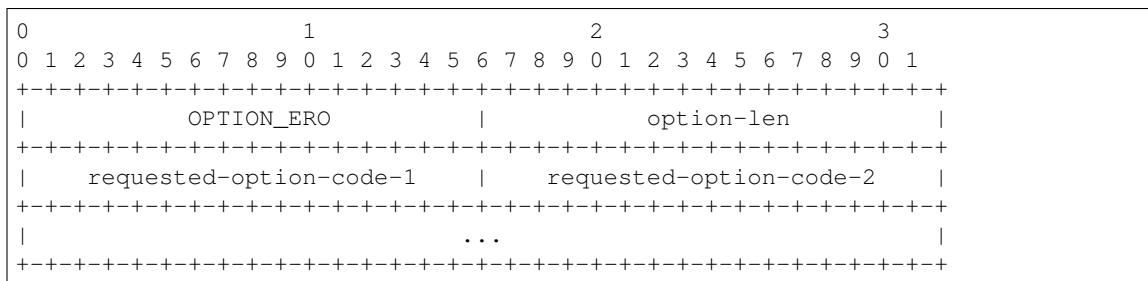 0                   1                   2                   3
0 1 2 3 4 5 6 7 8 9 0 1 2 3 4 5 6 7 8 9 0 1 2 3 4 5 6 7 8 9 0 1
+-+-+-+-+-+-+-+-+-+-+-+-+-+-+-+-+-+-+-+-+-+-+-+-+-+-+-+-+-+-+-+-+
|           OPTION_ERO          |           option-len          |
+-+-+-+-+-+-+-+-+-+-+-+-+-+-+-+-+-+-+-+-+-+-+-+-+-+-+-+-+-+-+-+-+
|    requested-option-code-1    |    requested-option-code-2    |
+-+-+-+-+-+-+-+-+-+-+-+-+-+-+-+-+-+-+-+-+-+-+-+-+-+-+-+-+-+-+-+-+
|                              ...                              |
+-+-+-+-+-+-+-+-+-+-+-+-+-+-+-+-+-+-+-+-+-+-+-+-+-+-+-+-+-+-+-+-+